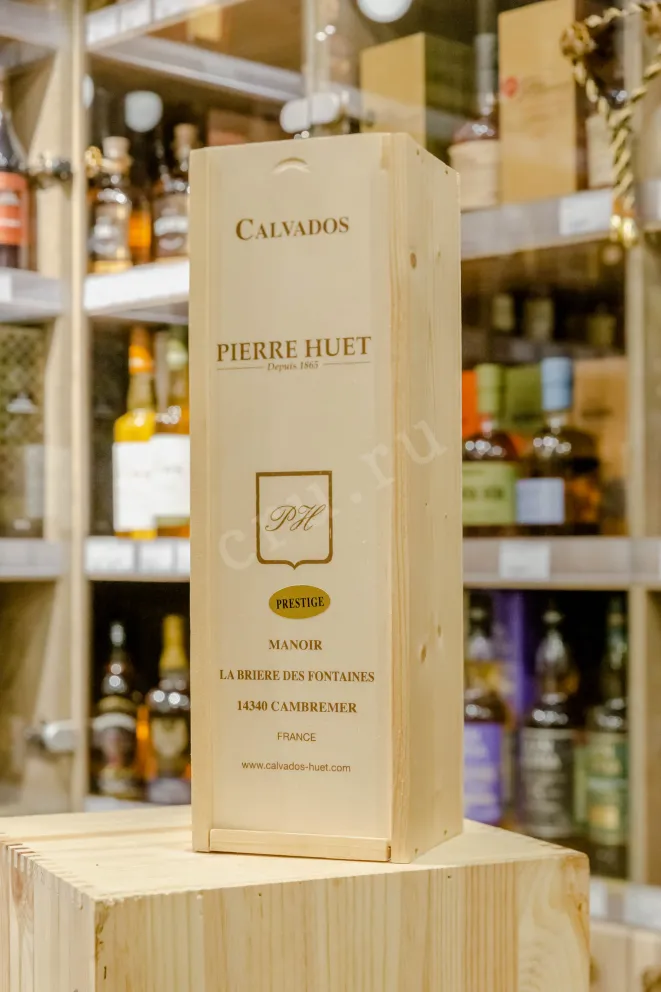 CALVADOS
PIERRE HUET
Depuis 1865
PH
PRESTIGE
MANOIR
LA BRIERE DES FONTAINES
14340 CAMBREMER
FRANCE
www.calvados-huet.com